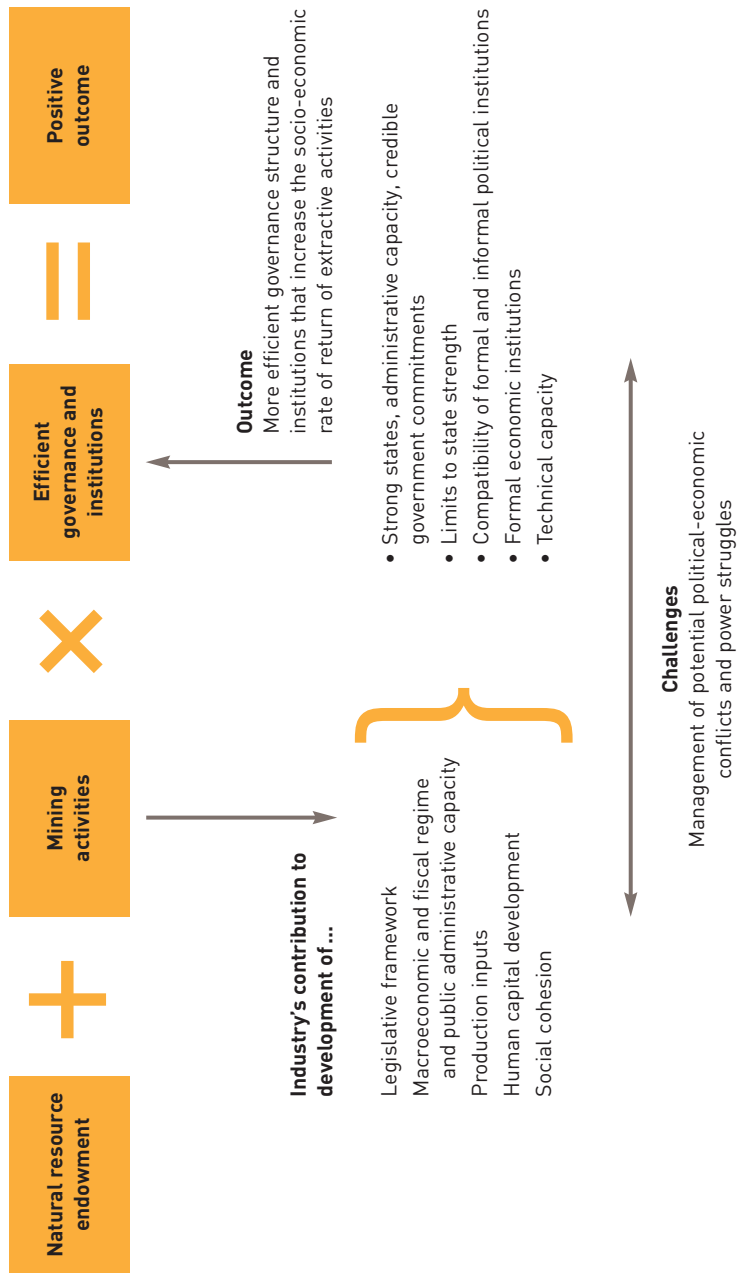 Natural resource
endowment
+
Mining
activities
×
Efficient
governance and
institutions
=
Positive
outcome
Industry's contribution to
development of ...
Legislative framework
Macroeconomic and fiscal regime
and public administrative capacity
Production inputs
Human capital development
Social cohesion
}
Outcome
More efficient governance structure and
institutions that increase the socio-economic
rate of return of extractive activities
• Strong states, administrative capacity, credible
government commitments
• Limits to state strength
• Compatibility of formal and informal political institutions
• Formal economic institutions
• Technical capacity
Challenges
Management of potential political-economic
conflicts and power struggles